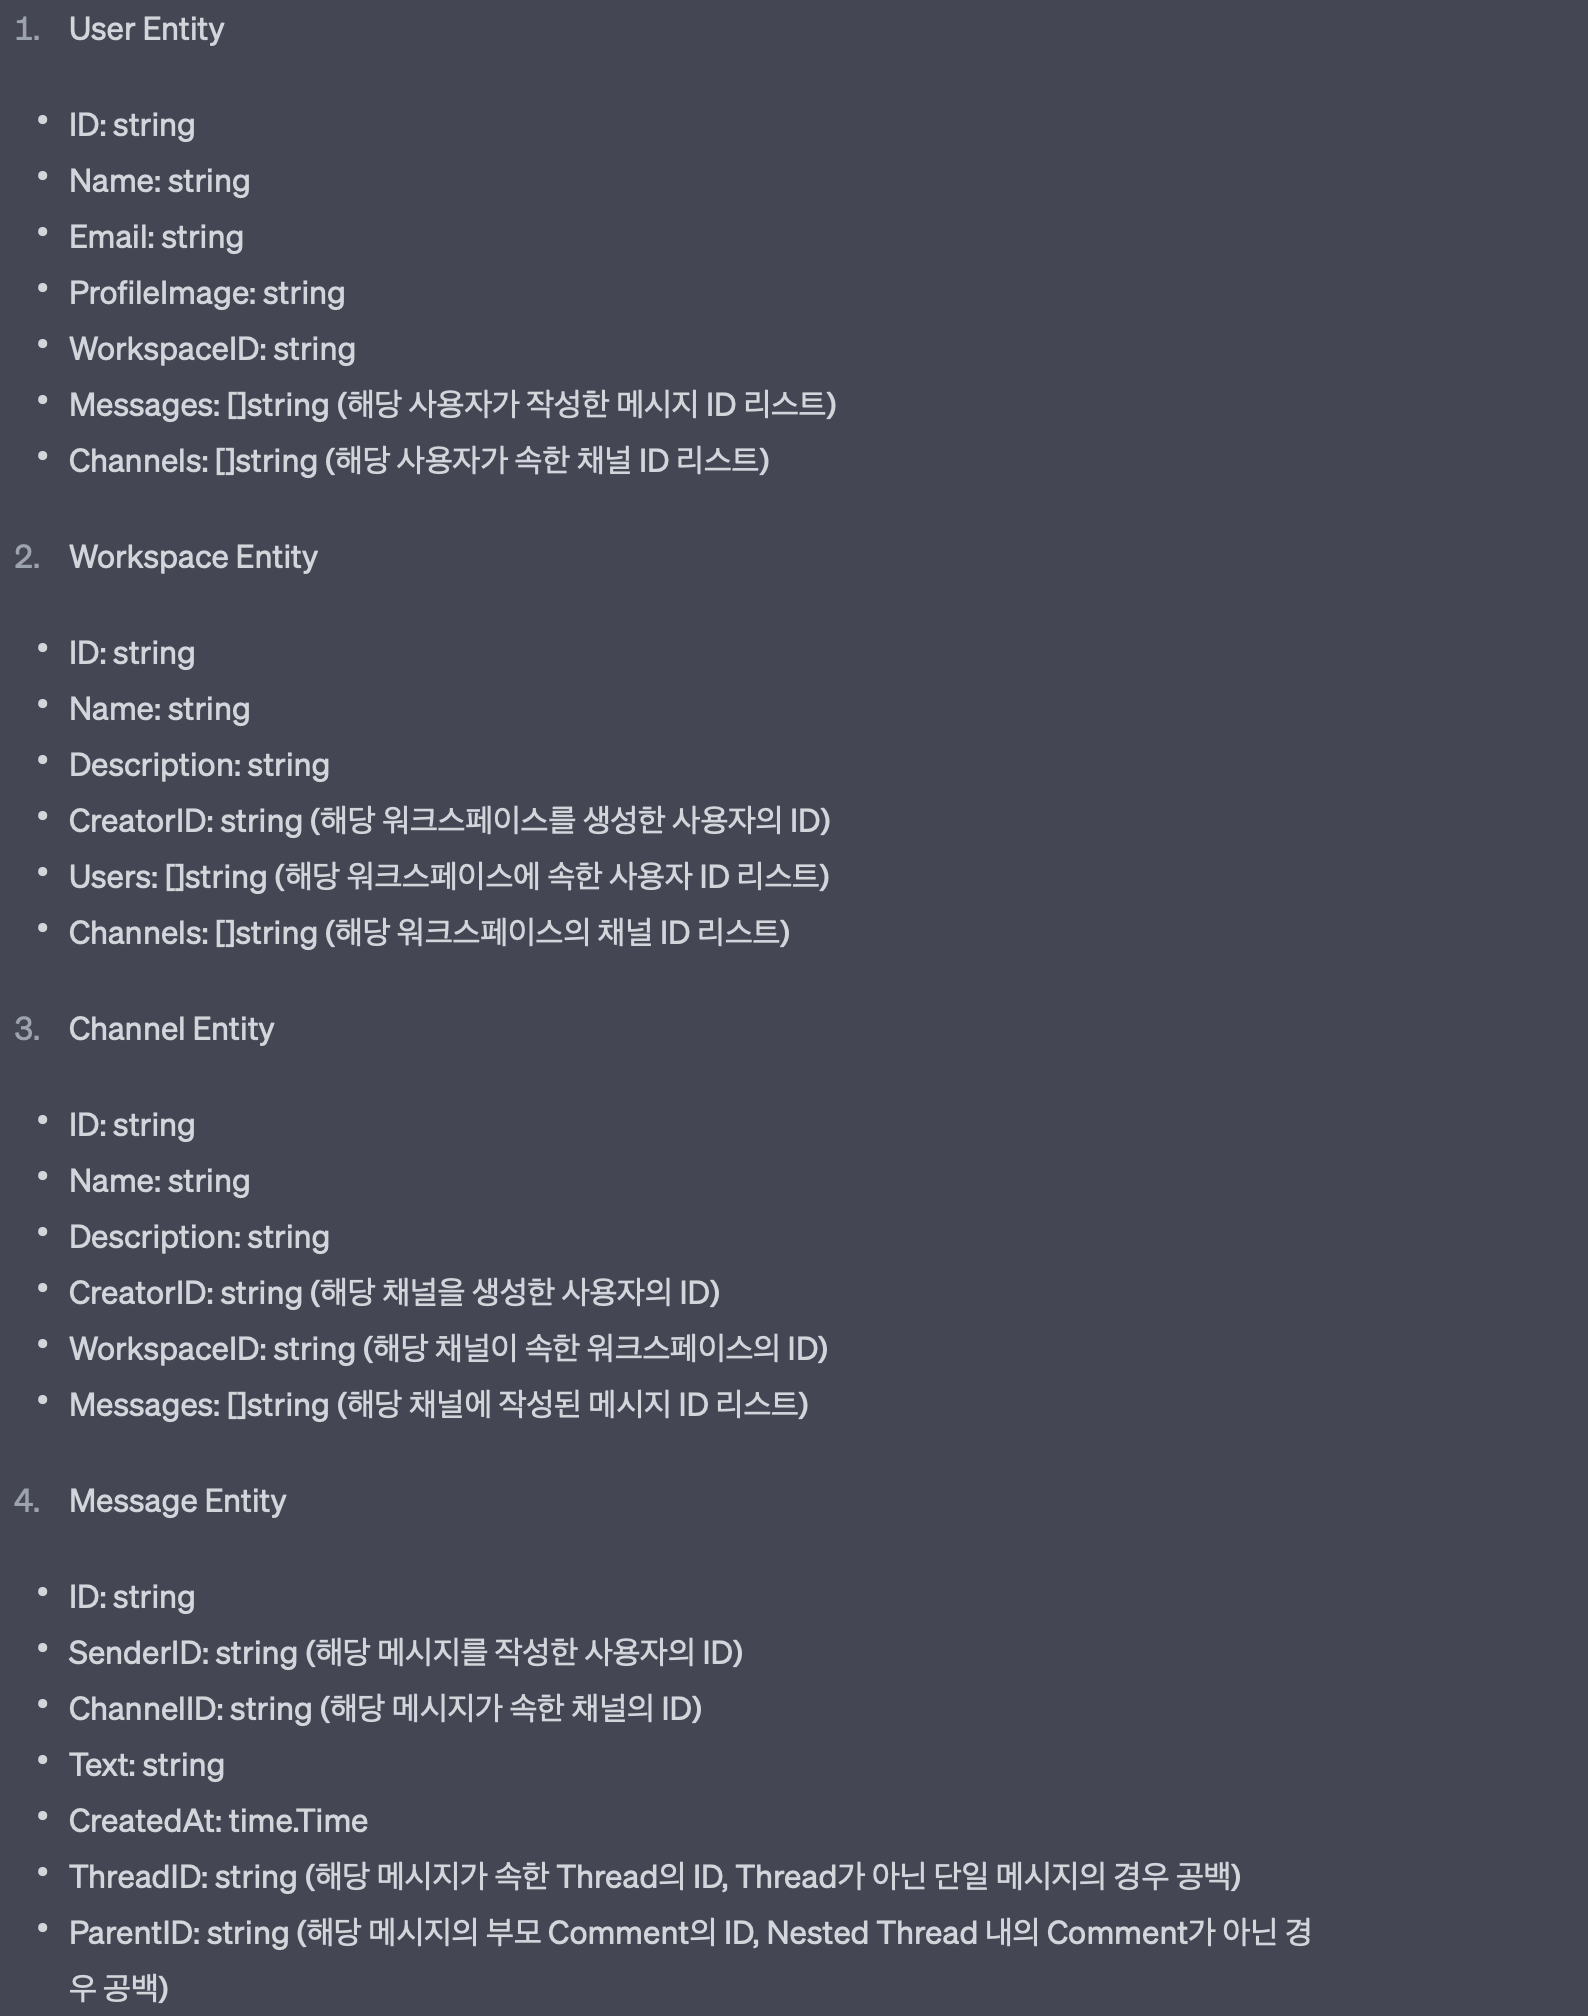 1. User Entity
• ID: string
• Name: string
• Email: string
• ProfileImage: string
• WorkspaceID: string
• Messages: []string (해당 사용자가 작성한 메시지 ID 리스트)
• Channels: []string (해당 사용자가 속한 채널 ID 리스트)
2. Workspace Entity
• ID: string
• Name: string
• Description: string
• CreatorID: string (해당 워크스페이스를 생성한 사용자의 ID)
• Users: []string (해당 워크스페이스에 속한 사용자 ID 리스트)
• Channels: []string (해당 워크스페이스의 채널 ID 리스트)
3. Channel Entity
• ID: string
• Name: string
• Description: string
• CreatorID: string (해당 채널을 생성한 사용자의 ID)
• WorkspaceID: string (해당 채널이 속한 워크스페이스의 ID)
• Messages: []string (해당 채널에 작성된 메시지 ID 리스트)
4. Message Entity
• ID: string
• SenderID: string (해당 메시지를 작성한 사용자의 ID)
• ChannelID: string (해당 메시지가 속한 채널의 ID)
• Text: string
• CreatedAt: time.Time
• ThreadID: string (해당 메시지가 속한 Thread의 ID, Thread가 아닌 단일 메시지의 경우 공백)
• ParentID: string (해당 메시지의 부모 Comment의 ID, Nested Thread 내의 Comment가 아닌 경
우 공백)